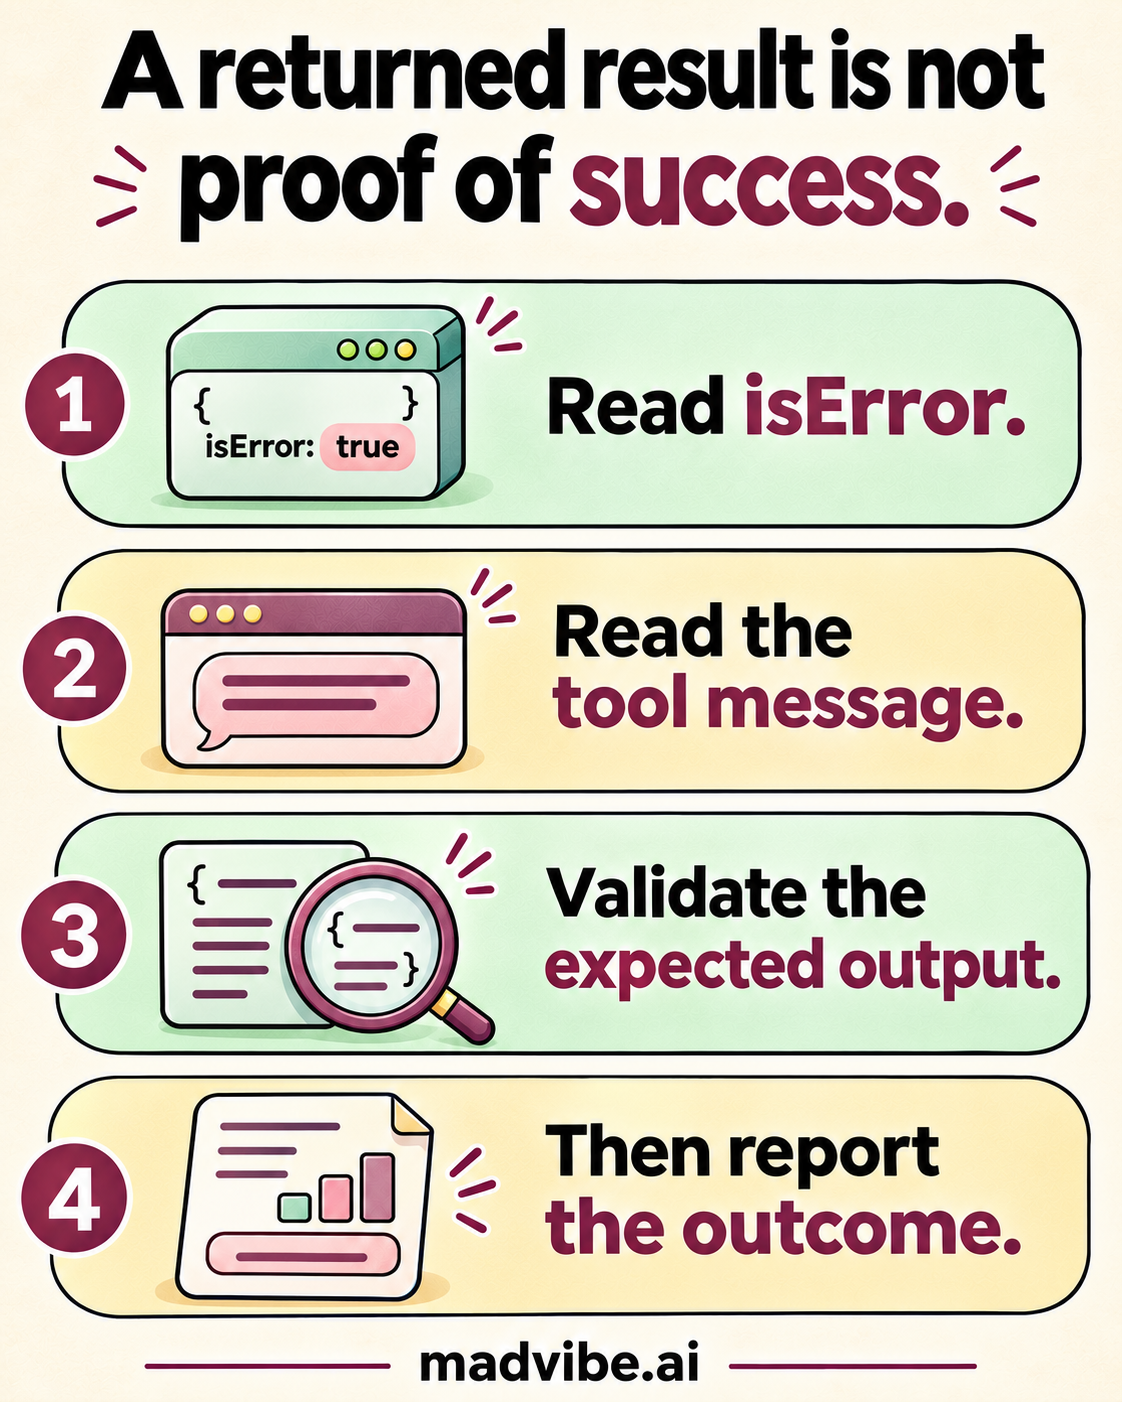 A returned result is not
proof of success.
1
{ }
isError: true
Read isError.
2
Read the
tool message.
3
{
{
}
Validate the
expected output.
4
Then report
the outcome.
madvibe.ai